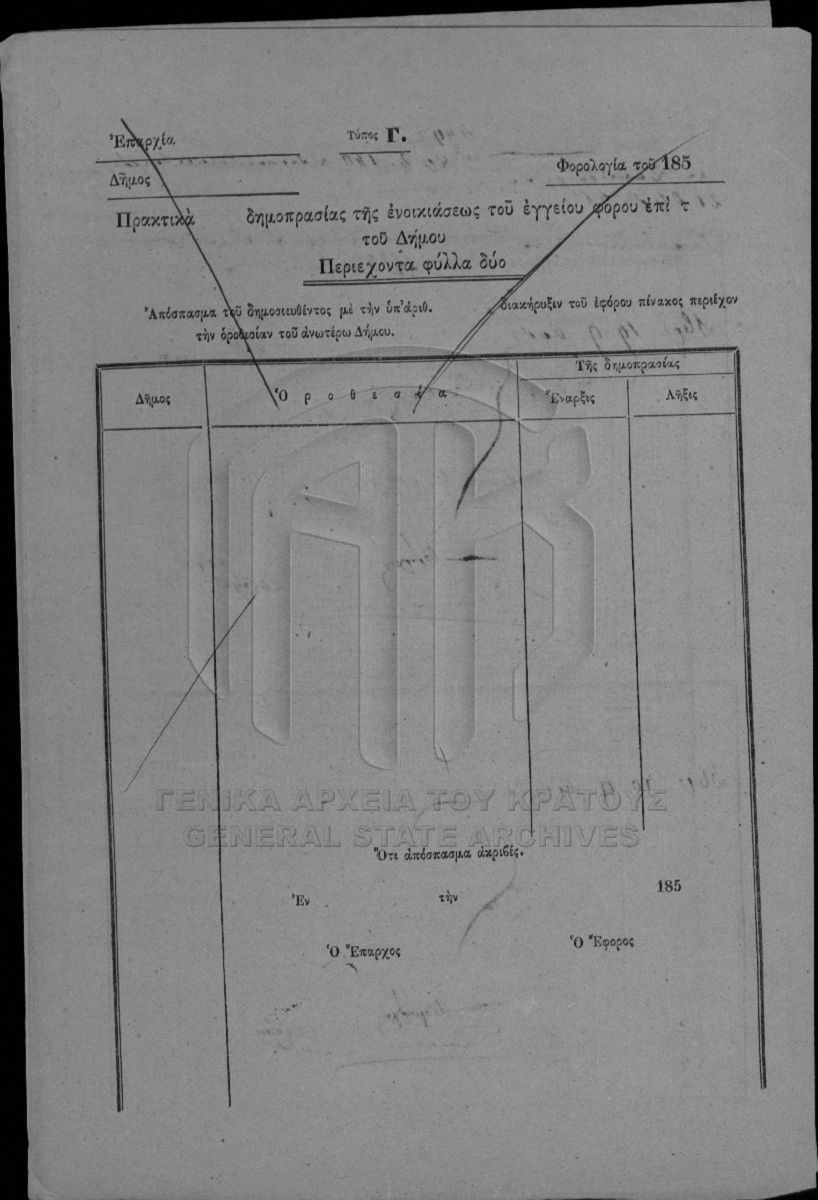 Ἐπαρχία
Τύπος Γ.
Δῆμος
Φορολογία τοῦ 185
Πρακτικὰ δημοπρασίας τῆς ἐνοικιάσεως τοῦ ἐγγείου φόρου ἐπὶ τ
τοῦ Δήμου
Περιεχοντα φύλλα δύο
Ἀπόσπασμα τοῦ δημοσιευθέντος μὲ τὴν ὑπ'ἀριθ. διακήρυξιν τοῦ ἐφόρου πίνακος περιέχον
τὴν ὁροθεσίαν τοῦ ἀνωτέρω Δήμου.
Τῆς δημοπρασίας
Δῆμος Ὁροθεσία Ἔναρξις Λῆξις
ΓΕΝΙΚΑ ΑΡΧΕΙΑ ΤΟΥ ΚΡΑΤΟΥΣ
GENERAL STATE ARCHIVES
Ὅτι ἀπόσπασμα ἀκριβές.
Ἐν τὴν 185
Ὁ Ἔπαρχος Ὁ Ἔφορος